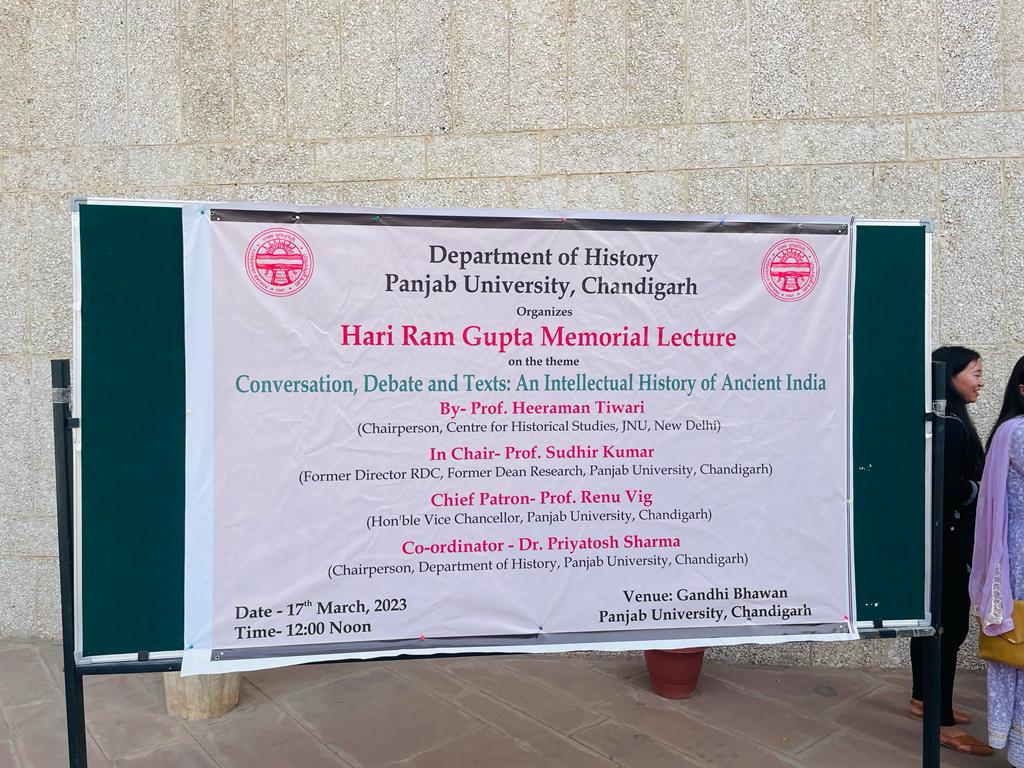 Department of History
Panjab University, Chandigarh
Organizes
Hari Ram Gupta Memorial Lecture
on the theme
Conversation, Debate and Texts: An Intellectual History of Ancient India
By- Prof. Heeraman Tiwari
(Chairperson, Centre for Historical Studies, JNU, New Delhi)
In Chair- Prof. Sudhir Kumar
(Former Director RDC, Former Dean Research, Panjab University, Chandigarh)
Chief Patron- Prof. Renu Vig
(Hon'ble Vice Chancellor, Panjab University, Chandigarh)
Co-ordinator - Dr. Priyatosh Sharma
(Chairperson, Department of History, Panjab University, Chandigarh)
Date - 17th March, 2023
Time- 12:00 Noon
Venue: Gandhi Bhawan
Panjab University, Chandigarh